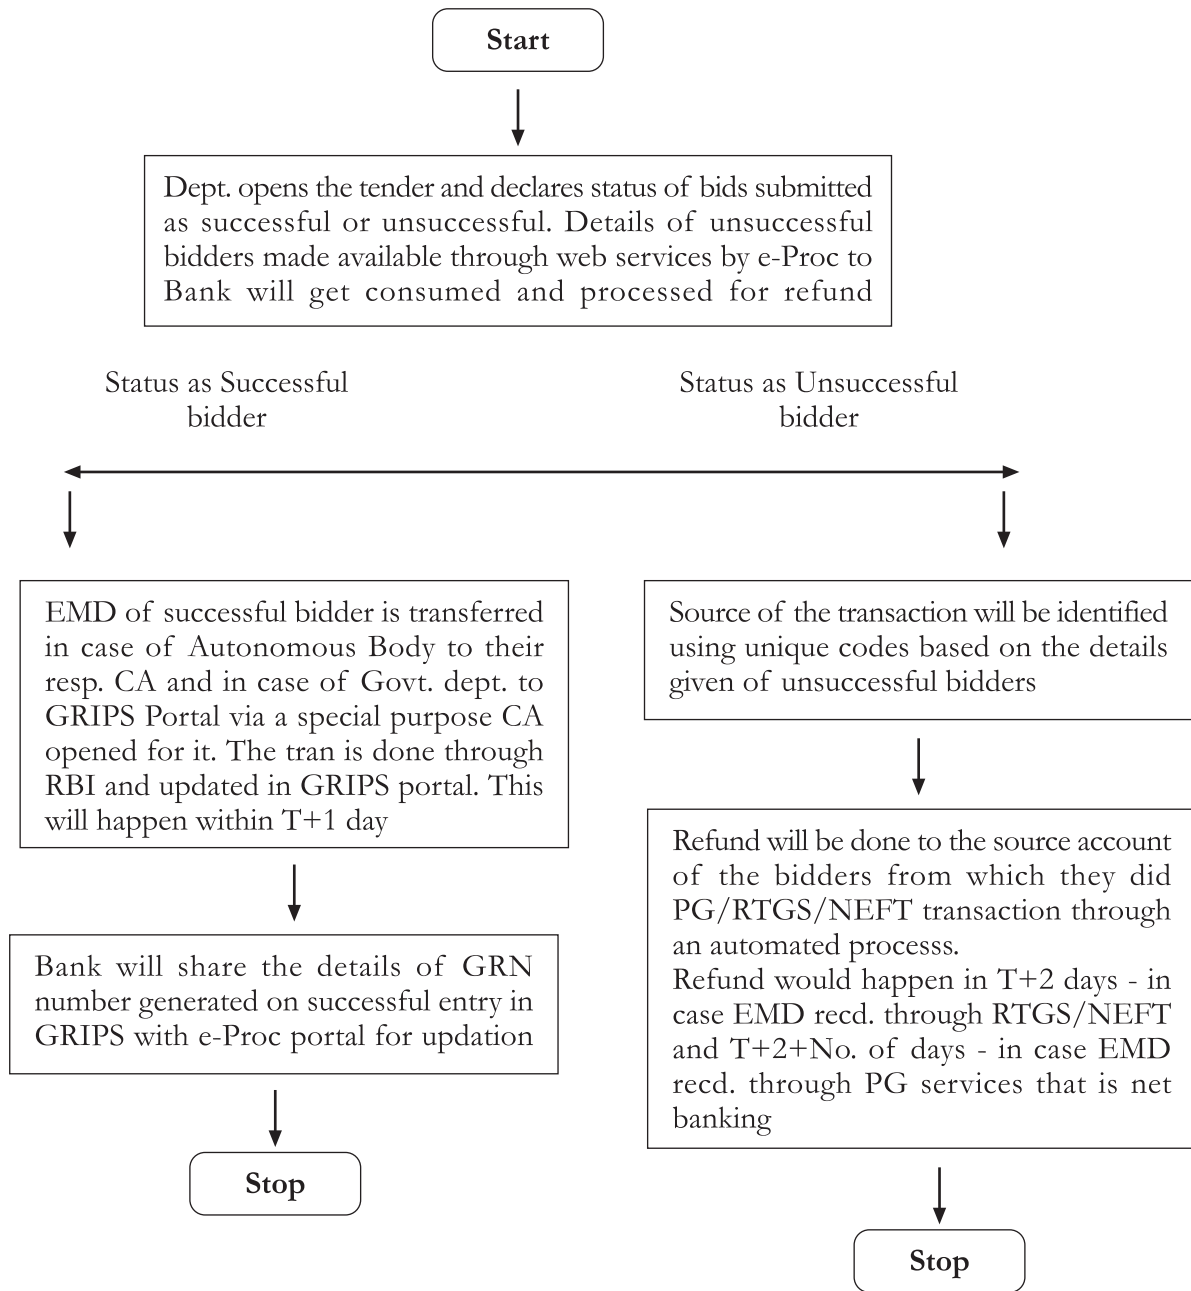 Start
Dept. opens the tender and declares status of bids submitted
as successful or unsuccessful. Details of unsuccessful
bidders made available through web services by e-Proc to
Bank will get consumed and processed for refund
Status as Successful
bidder
Status as Unsuccessful
bidder
EMD of successful bidder is transferred
in case of Autonomous Body to their
resp. CA and in case of Govt. dept. to
GRIPS Portal via a special purpose CA
opened for it. The tran is done through
RBI and updated in GRIPS portal. This
will happen within T+1 day
Bank will share the details of GRN
number generated on successful entry in
GRIPS with e-Proc portal for updation
Stop
Source of the transaction will be identified
using unique codes based on the details
given of unsuccessful bidders
Refund will be done to the source account
of the bidders from which they did
PG/RTGS/NEFT transaction through
an automated processs.
Refund would happen in T+2 days - in
case EMD recd. through RTGS/NEFT
and T+2+No. of days - in case EMD
recd. through PG services that is net
banking
Stop